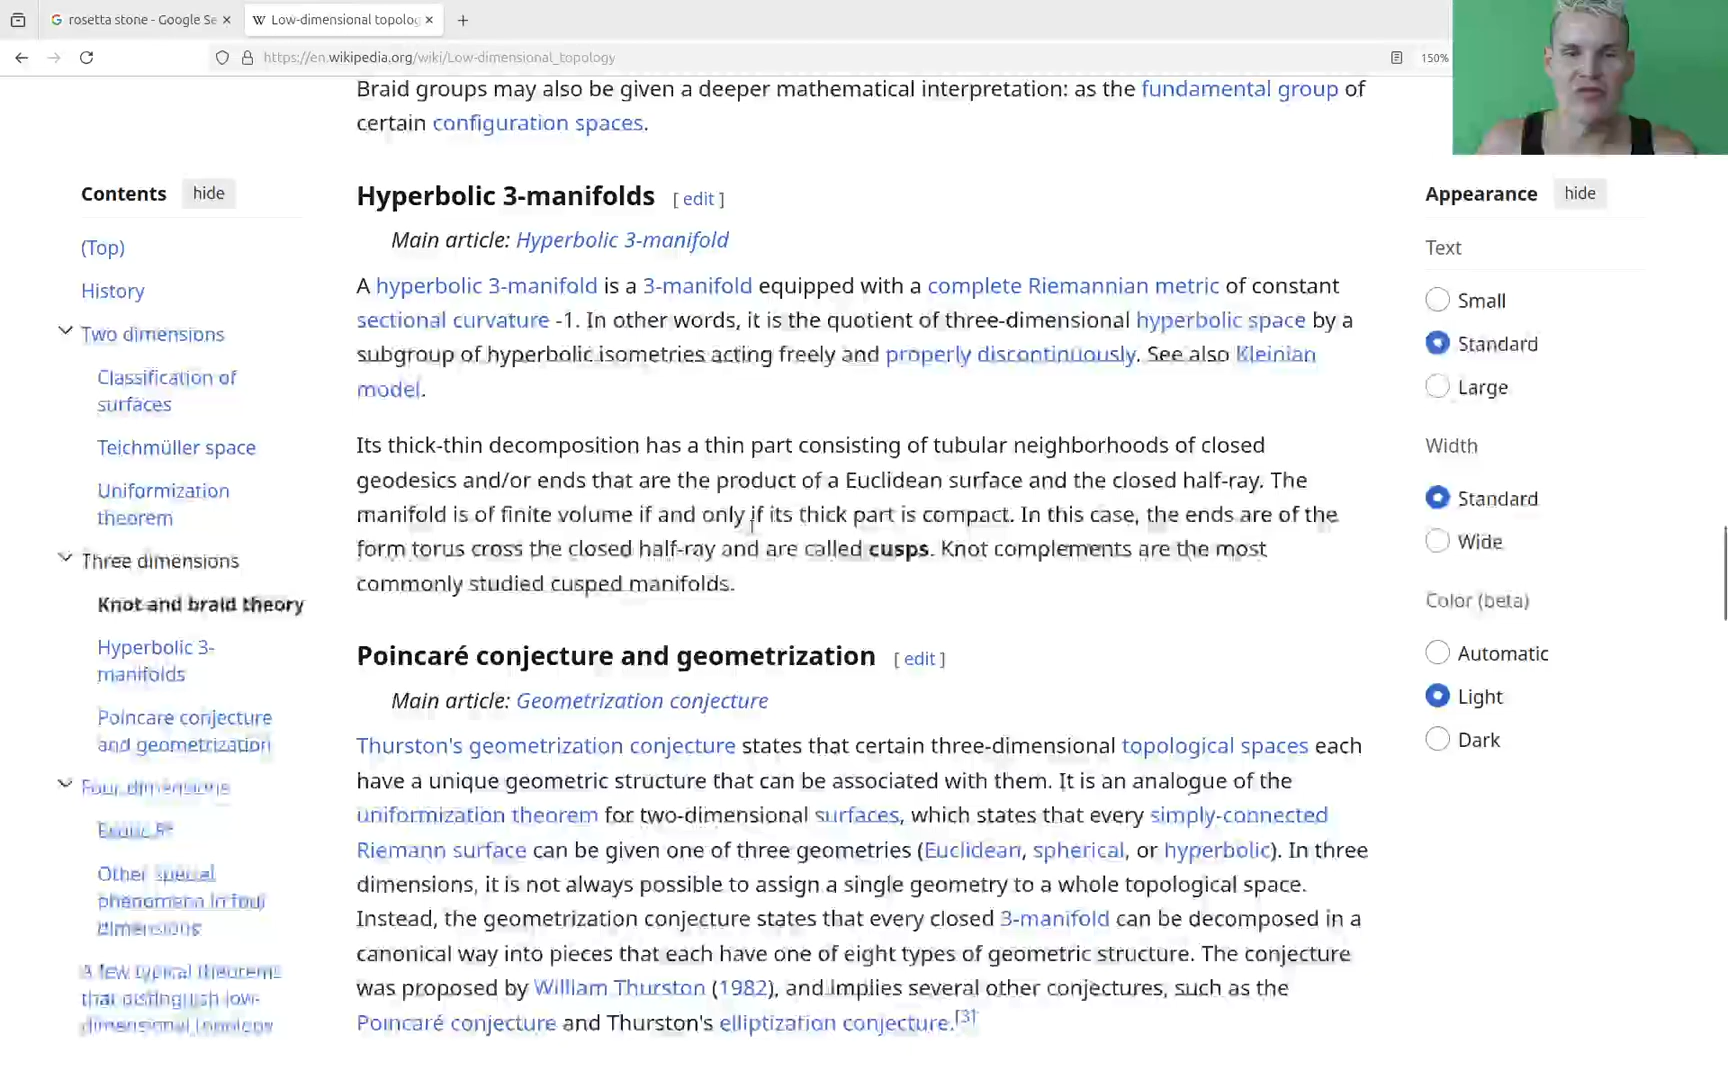 rosetta stone - Google Se
Low-dimensional topolog
https://en.wikipedia.org/wiki/Low-dimensional_topology
150%
Braid groups may also be given a deeper mathematical interpretation: as the fundamental group of
certain configuration spaces.
Contents hide
(Top)
History
Two dimensions
Classification of
surfaces
Teichmüller space
Uniformization
theorem
Three dimensions
Knot and braid theory
Hyperbolic 3-
manifolds
Poincare conjecture
and geometrization
Four dimensions
Exotic R⁴
Other special
phenomena in four
dimensions
A few typical theorems
that distinguish low-
dimensional topology
Hyperbolic 3-manifolds [ edit ]
Main article: Hyperbolic 3-manifold
A hyperbolic 3-manifold is a 3-manifold equipped with a complete Riemannian metric of constant
sectional curvature -1. In other words, it is the quotient of three-dimensional hyperbolic space by a
subgroup of hyperbolic isometries acting freely and properly discontinuously. See also Kleinian
model.
Its thick-thin decomposition has a thin part consisting of tubular neighborhoods of closed
geodesics and/or ends that are the product of a Euclidean surface and the closed half-ray. The
manifold is of finite volume if and only if its thick part is compact. In this case, the ends are of the
form torus cross the closed half-ray and are called cusps. Knot complements are the most
commonly studied cusped manifolds.
Poincaré conjecture and geometrization [ edit ]
Main article: Geometrization conjecture
Thurston's geometrization conjecture states that certain three-dimensional topological spaces each
have a unique geometric structure that can be associated with them. It is an analogue of the
uniformization theorem for two-dimensional surfaces, which states that every simply-connected
Riemann surface can be given one of three geometries (Euclidean, spherical, or hyperbolic). In three
dimensions, it is not always possible to assign a single geometry to a whole topological space.
Instead, the geometrization conjecture states that every closed 3-manifold can be decomposed in a
canonical way into pieces that each have one of eight types of geometric structure. The conjecture
was proposed by William Thurston (1982), and implies several other conjectures, such as the
Poincaré conjecture and Thurston's elliptization conjecture.[3]
Appearance hide
Text
Small
Standard
Large
Width
Standard
Wide
Color (beta)
Automatic
Light
Dark